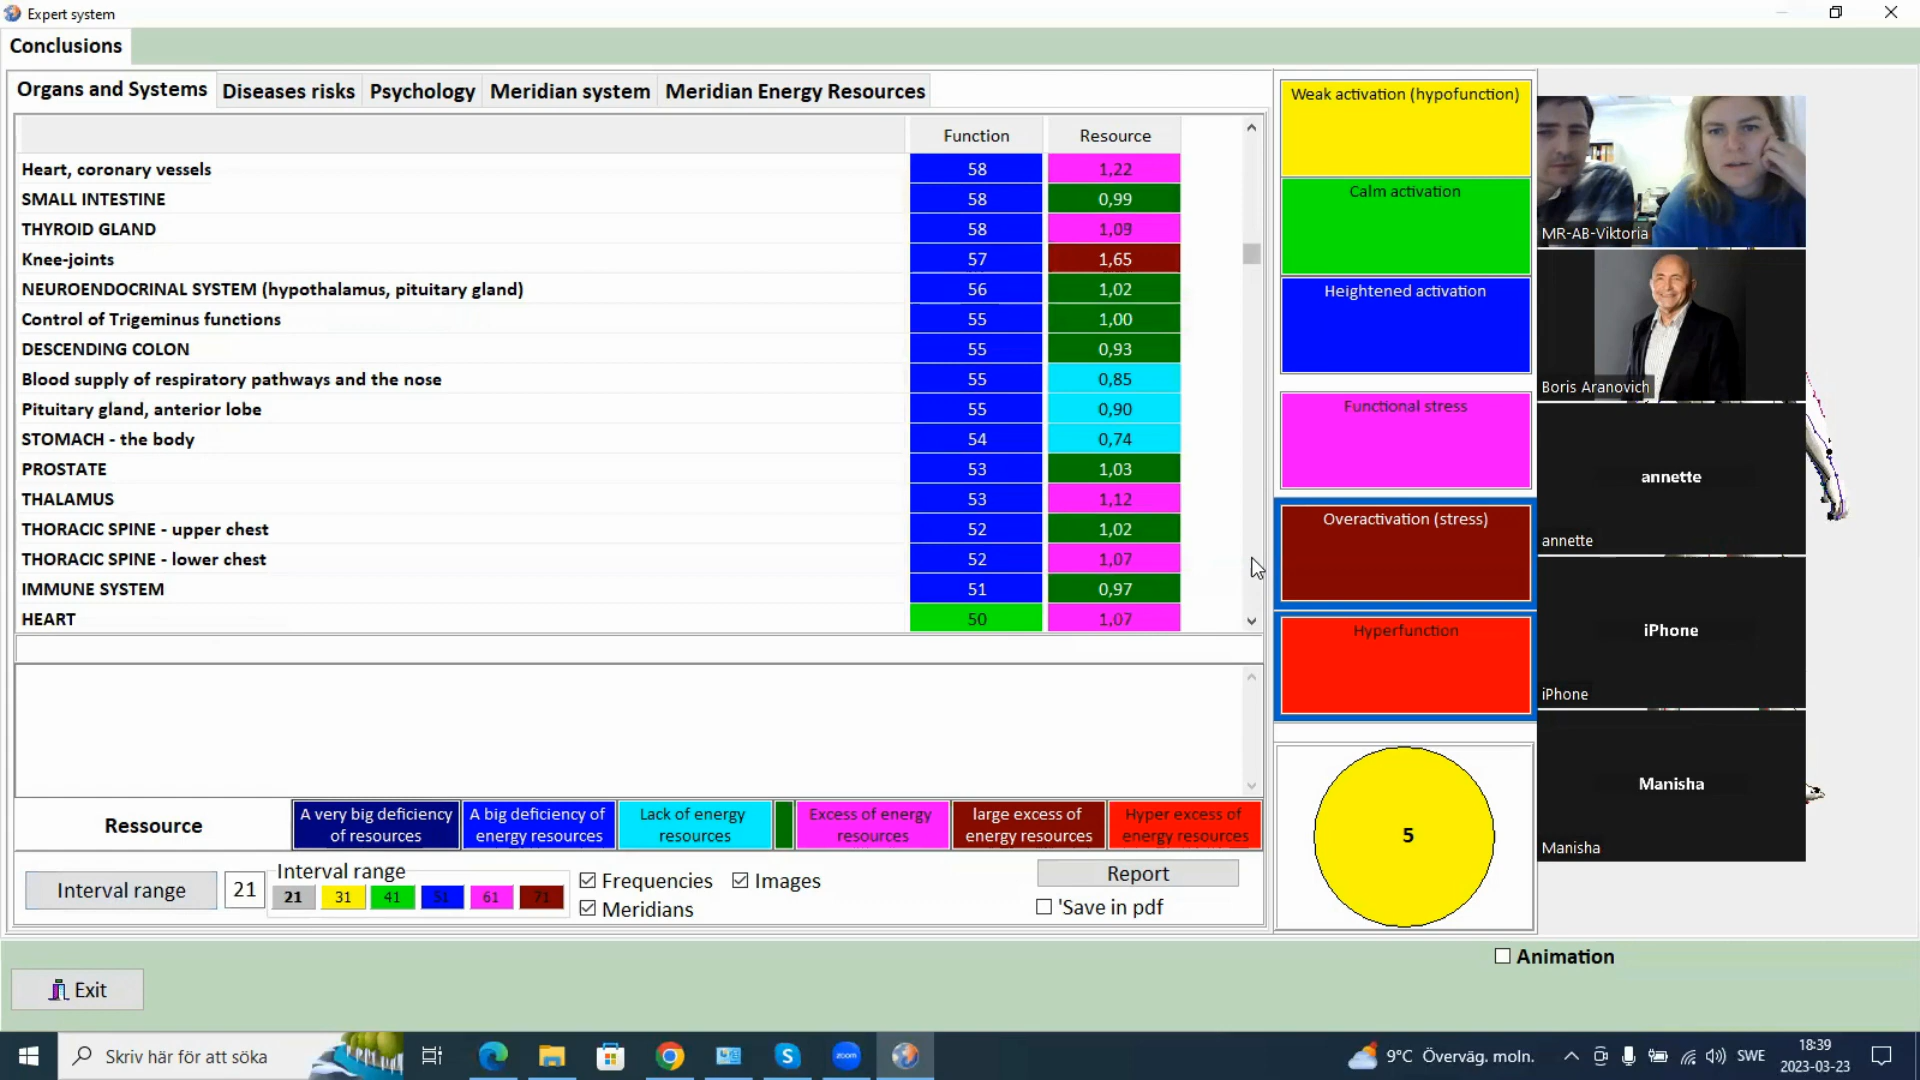 Expert system
Conclusions
Organs and Systems
Diseases risks
Psychology
Meridian system
Meridian Energy Resources
Function
Resource
Heart, coronary vessels 58 1,22
SMALL INTESTINE 58 0,99
THYROID GLAND 58 1,09
Knee-joints 57 1,65
NEUROENDOCRINAL SYSTEM (hypothalamus, pituitary gland) 56 1,02
Control of Trigeminus functions 55 1,00
DESCENDING COLON 55 0,93
Blood supply of respiratory pathways and the nose 55 0,85
Pituitary gland, anterior lobe 55 0,90
STOMACH - the body 54 0,74
PROSTATE 53 1,03
THALAMUS 53 1,12
THORACIC SPINE - upper chest 52 1,02
THORACIC SPINE - lower chest 52 1,07
IMMUNE SYSTEM 51 0,97
HEART 50 1,07
Weak activation (hypofunction)
Calm activation
Heightened activation
Functional stress
Overactivation (stress)
Hyperfunction
5
MR-AB-Viktoria
Boris Aranovich
annette
annette
iPhone
iPhone
Manisha
Manisha
Ressource
A very big deficiency
of resources
A big deficiency of
energy resources
Lack of energy
resources
Excess of energy
resources
large excess of
energy resources
Hyper excess of
energy resources
Interval range
21
Interval range
21 31 41 51 61 71
Frequencies
Images
Meridians
Report
'Save in pdf
Animation
Exit
Skriv här för att söka
zoom
9°C Överväg. moln.
SWE
18:39
2023-03-23